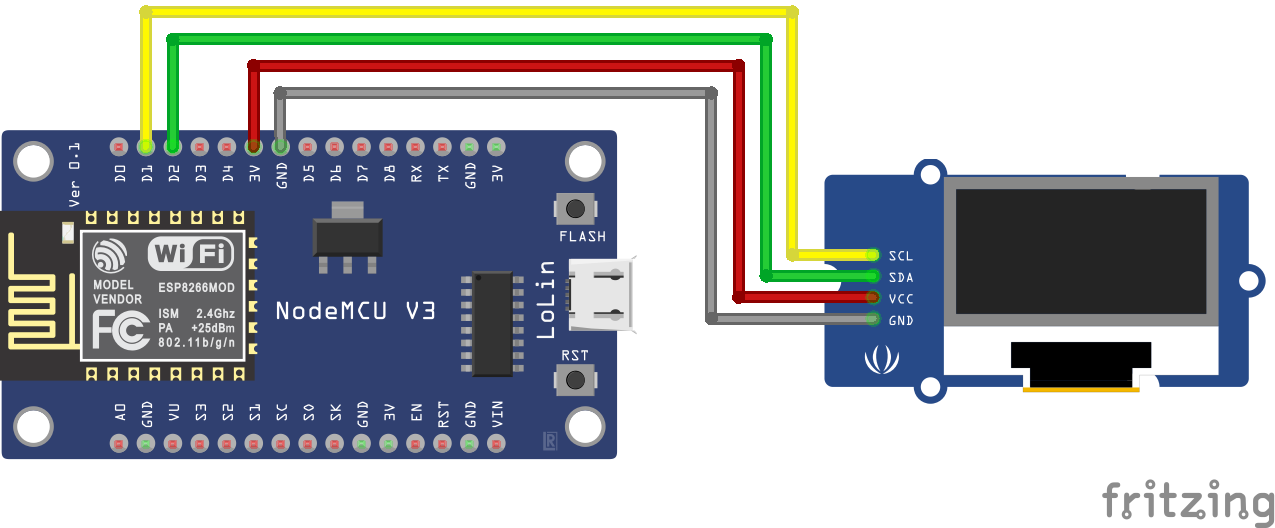 Ver 0.1
D0 D1 D2 D3 D4 3V GND D5 D6 D7 D8 RX TX GND 3V
FLASH
WiFi
MODEL
VENDOR
ESP8266MOD
FC
ISM 2.4Ghz
PA +25dBm
802.11b/g/n
NodeMCU V3
LoLin
RST
A0 GND VU S3 S2 S1 SC S0 SK GND 3V EN RST GND VIN
SCL
SDA
VCC
GND
fritzing